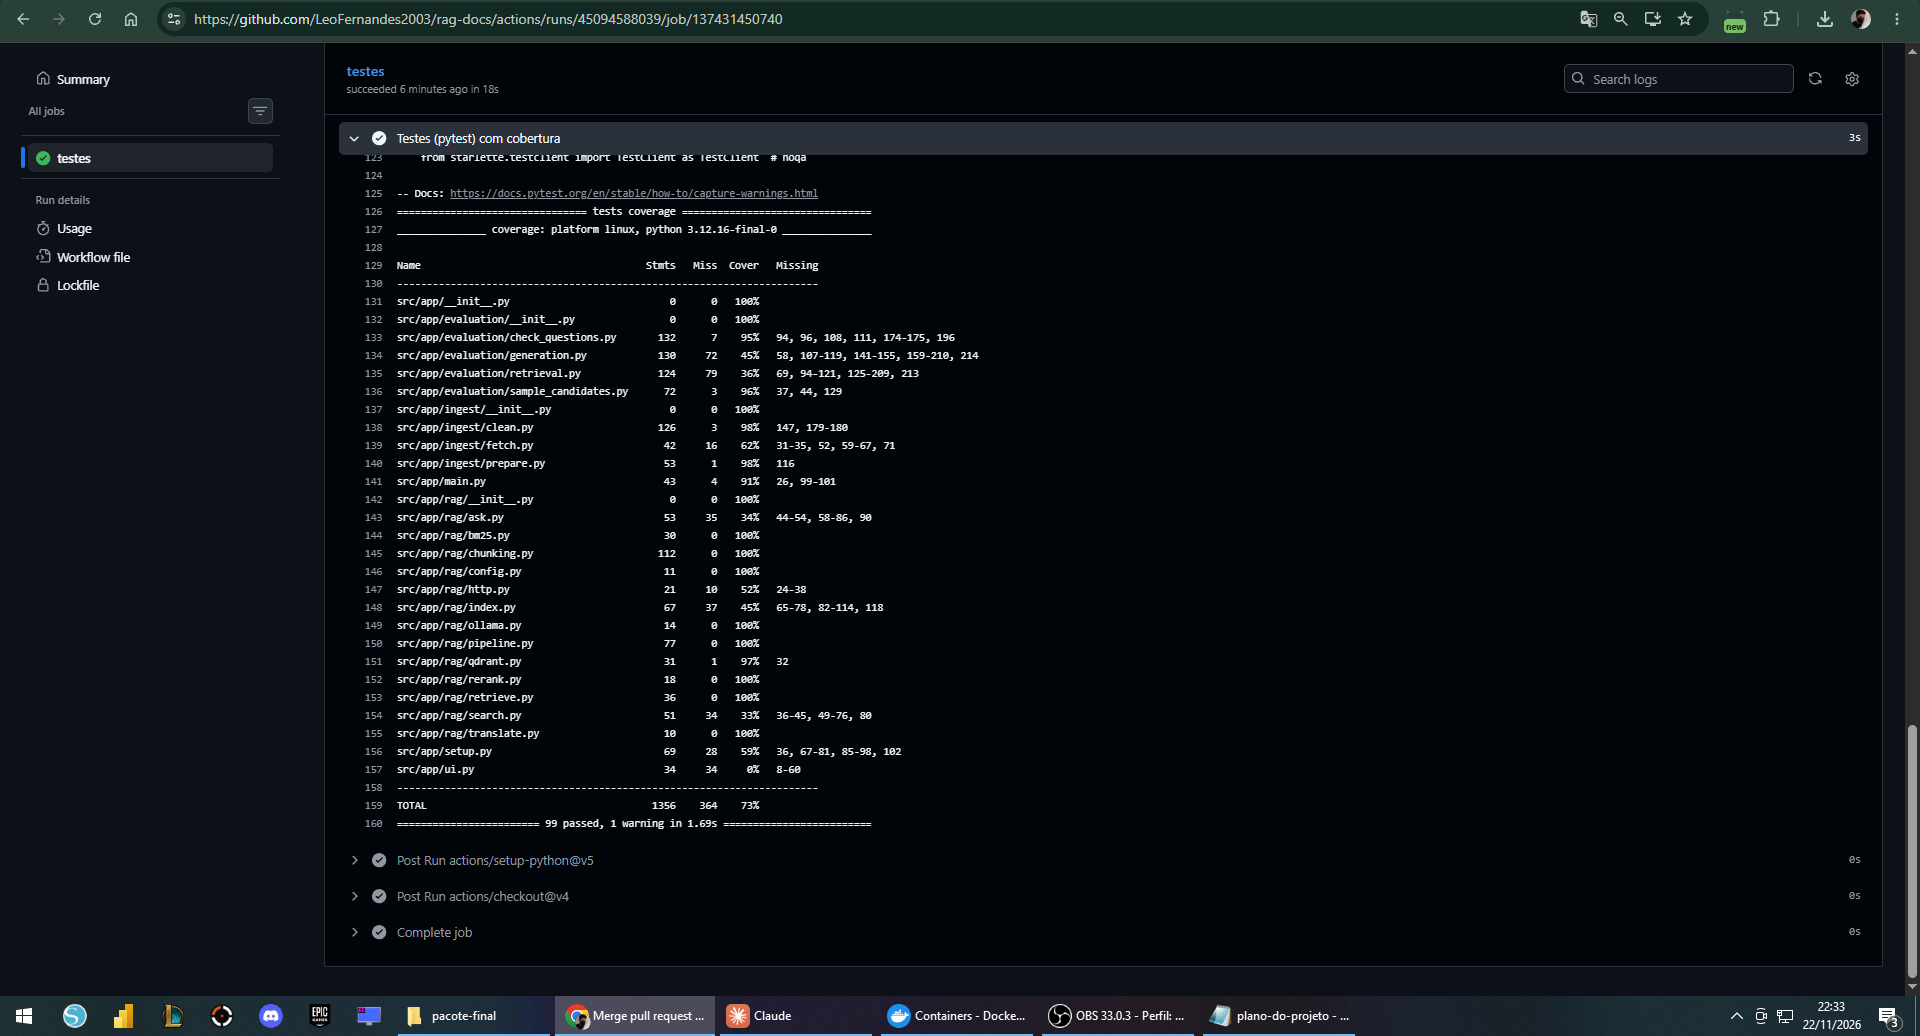 https://github.com/LeoFernandes2003/rag-docs/actions/runs/45094588039/job/137431450740
new
Summary
All jobs
testes
Run details
Usage
Workflow file
Lockfile
testes
succeeded 6 minutes ago in 18s
Search logs
Testes (pytest) com cobertura 3s
123 from starlette.testclient import TestClient as TestClient # noqa
124
125 -- Docs: https://docs.pytest.org/en/stable/how-to/capture-warnings.html
126 ================================ tests coverage ================================
127 _______________ coverage: platform linux, python 3.12.16-final-0 _______________
128
129 Name Stmts Miss Cover Missing
130 -----------------------------------------------------------------------
131 src/app/__init__.py 0 0 100%
132 src/app/evaluation/__init__.py 0 0 100%
133 src/app/evaluation/check_questions.py 132 7 95% 94, 96, 108, 111, 174-175, 196
134 src/app/evaluation/generation.py 130 72 45% 58, 107-119, 141-155, 159-210, 214
135 src/app/evaluation/retrieval.py 124 79 36% 69, 94-121, 125-209, 213
136 src/app/evaluation/sample_candidates.py 72 3 96% 37, 44, 129
137 src/app/ingest/__init__.py 0 0 100%
138 src/app/ingest/clean.py 126 3 98% 147, 179-180
139 src/app/ingest/fetch.py 42 16 62% 31-35, 52, 59-67, 71
140 src/app/ingest/prepare.py 53 1 98% 116
141 src/app/main.py 43 4 91% 26, 99-101
142 src/app/rag/__init__.py 0 0 100%
143 src/app/rag/ask.py 53 35 34% 44-54, 58-86, 90
144 src/app/rag/bm25.py 30 0 100%
145 src/app/rag/chunking.py 112 0 100%
146 src/app/rag/config.py 11 0 100%
147 src/app/rag/http.py 21 10 52% 24-38
148 src/app/rag/index.py 67 37 45% 65-78, 82-114, 118
149 src/app/rag/ollama.py 14 0 100%
150 src/app/rag/pipeline.py 77 0 100%
151 src/app/rag/qdrant.py 31 1 97% 32
152 src/app/rag/rerank.py 18 0 100%
153 src/app/rag/retrieve.py 36 0 100%
154 src/app/rag/search.py 51 34 33% 36-45, 49-76, 80
155 src/app/rag/translate.py 10 0 100%
156 src/app/setup.py 69 28 59% 36, 67-81, 85-98, 102
157 src/app/ui.py 34 34 0% 8-60
158 -----------------------------------------------------------------------
159 TOTAL 1356 364 73%
160 ======================== 99 passed, 1 warning in 1.69s =========================
Post Run actions/setup-python@v5 0s
Post Run actions/checkout@v4 0s
Complete job 0s
EPIC GAMES
pacote-final
Merge pull request ...
Claude
Containers - Docke...
OBS 33.0.3 - Perfil: ...
plano-do-projeto - ...
22:33
22/11/2026
3